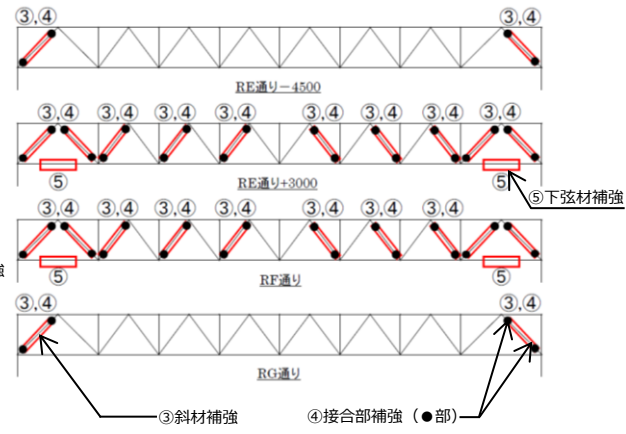 ③,④ ③,④
RE通り－4500
③,④ ③,④ ③,④ ③,④ ③,④ ③,④ ③,④ ③,④
⑤ ⑤
RE通り+3000
⑤下弦材補強
③,④ ③,④ ③,④ ③,④ ③,④ ③,④ ③,④ ③,④
強
⑤ ⑤
RF通り
③,④ ③,④
RG通り
③斜材補強 ④接合部補強（●部）